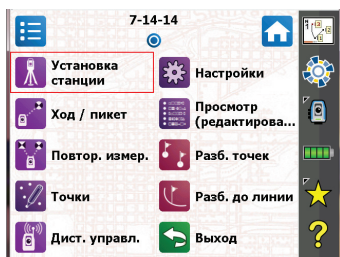 7-14-14
Установка
станции
Настройки
Ход / пикет
Просмотр
(редактирова...
Повтор. измер.
Разб. точек
Точки
Разб. до линии
Дист. управл.
Выход